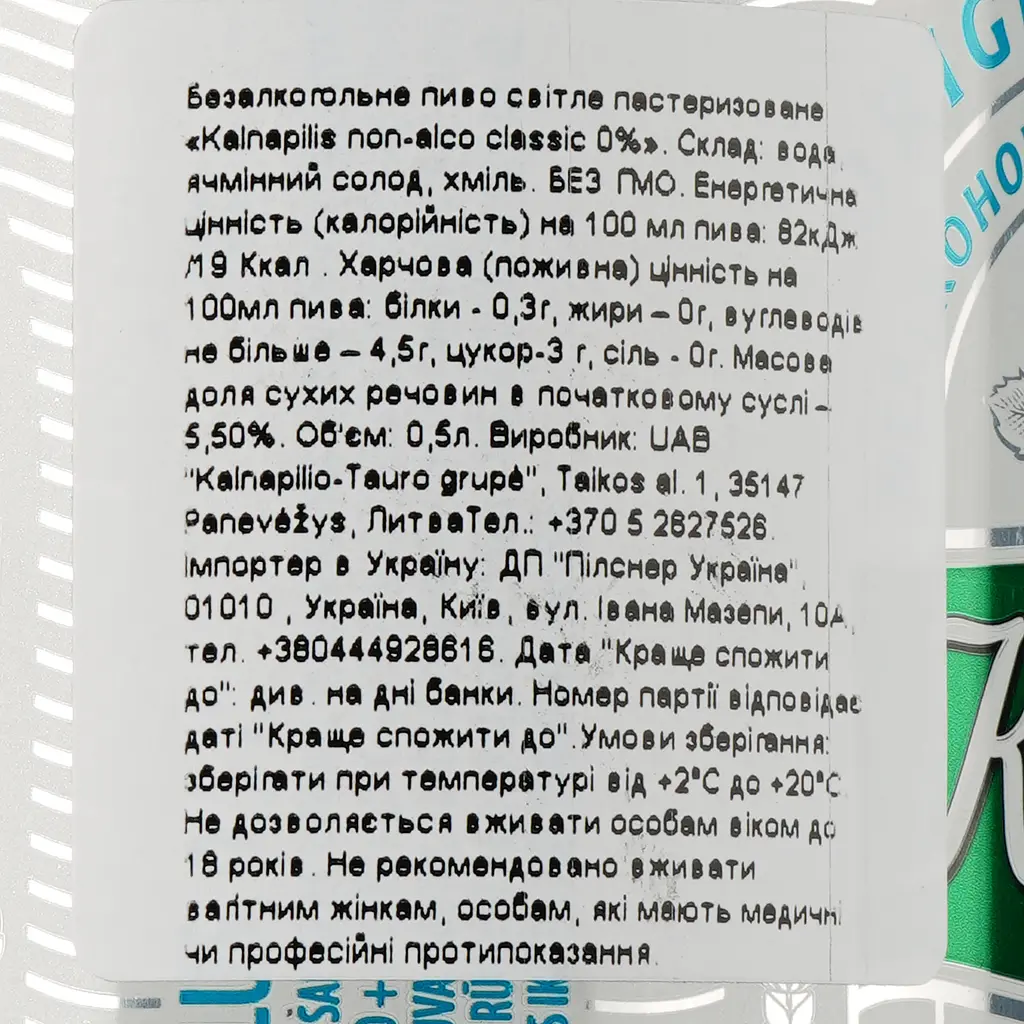 Безалкогольне пиво світле пастеризоване
«Kalnapilis non-alco classic 0%». Склад: вода,
ячмінний солод, хміль. БЕЗ ГМО. Енергетична
цінність (калорійність) на 100 мл пива: 82кДж
/19 Ккал . Харчова (поживна) цінність на
100мл пива: білки - 0,3г, жири – 0г, вуглеводів
не більше – 4,5г, цукор-3 г, сіль - 0г. Масова
доля сухих речовин в початковому суслі –
5,50%. Об'єм: 0,5л. Виробник: UAB
"Kalnapilio-Tauro grupė", Taikos al. 1, 35147
Panevėžys, ЛитваТел.: +370 5 2627526.
Імпортер в Україну: ДП "Пілснер Україна",
01010 , Україна, Київ, вул. Івана Мазепи, 10А,
тел. +380444928616. Дата "Краще спожити
до": див. на дні банки. Номер партії відповідає
даті "Краще спожити до".Умови зберігання:
зберігати при температурі від +2°С до +20°С
Не дозволяється вживати особам віком до
18 років. Не рекомендовано вживати
вагітним жінкам, особам, які мають медичні
чи професійні протипоказання.